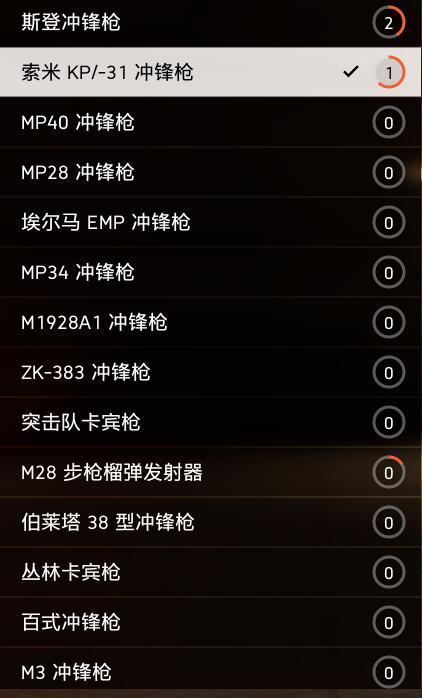 斯登冲锋枪 2
索米 KP/-31 冲锋枪 1
MP40 冲锋枪 0
MP28 冲锋枪 0
埃尔马 EMP 冲锋枪 0
MP34 冲锋枪 0
M1928A1 冲锋枪 0
ZK-383 冲锋枪 0
突击队卡宾枪 0
M28 步枪榴弹发射器 0
伯莱塔 38 型冲锋枪 0
丛林卡宾枪 0
百式冲锋枪 0
M3 冲锋枪 0